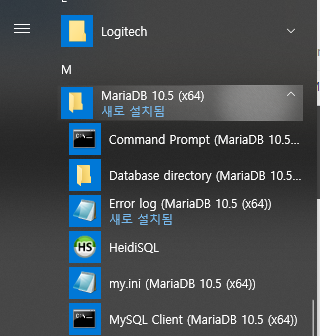 Logitech
M
MariaDB 10.5 (x64)
새로 설치됨
Command Prompt (MariaDB 10.5...
Database directory (MariaDB 10.5...
Error log (MariaDB 10.5 (x64))
새로 설치됨
HS
HeidiSQL
my.ini (MariaDB 10.5 (x64))
MySQL Client (MariaDB 10.5 (x64))